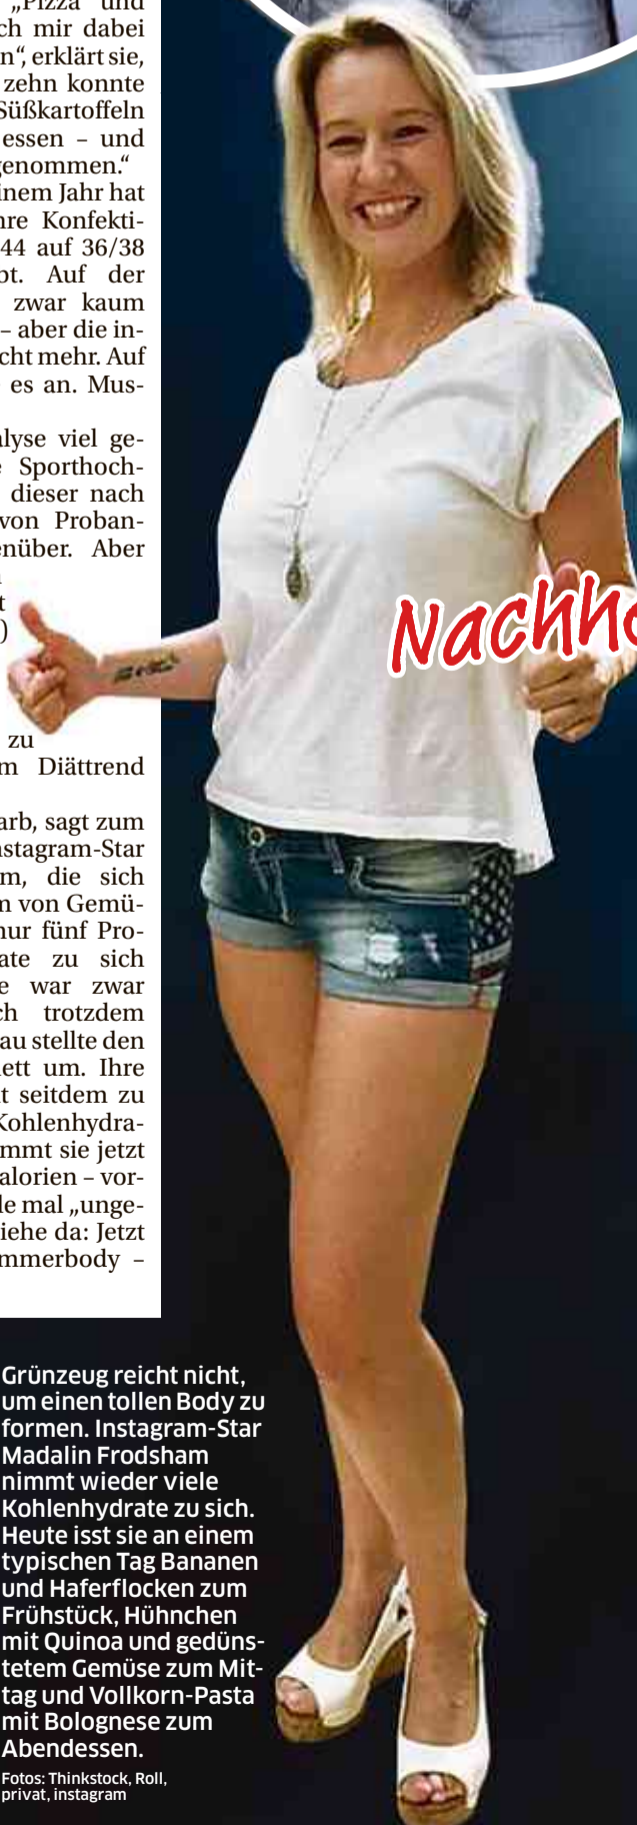 „Pizza und
ch mir dabei
n“, erklärt sie,
zehn konnte
Süßkartoffeln
essen – und
genommen.“
inem Jahr hat
hre Konfekti-
44 auf 36/38
bt. Auf der
zwar kaum
– aber die in-
cht mehr. Auf
es an. Mus-
alyse viel ge-
e Sporthoch-
dieser nach
von Proban-
enüber. Aber
t
)
zu
m Diättrend
arb, sagt zum
nstagram-Star
m, die sich
m von Gemü-
nur fünf Pro-
ate zu sich
e war zwar
ch trotzdem
au stellte den
lett um. Ihre
t seitdem zu
Kohlenhydra-
mmt sie jetzt
alorien – vor-
le mal „unge-
iehe da: Jetzt
mmerbody –
Nachh
Grünzeug reicht nicht,
um einen tollen Body zu
formen. Instagram-Star
Madalin Frodsham
nimmt wieder viele
Kohlenhydrate zu sich.
Heute isst sie an einem
typischen Tag Bananen
und Haferflocken zum
Frühstück, Hühnchen
mit Quinoa und gedüns-
tetem Gemüse zum Mit-
tag und Vollkorn-Pasta
mit Bolognese zum
Abendessen.
Fotos: Thinkstock, Roll,
privat, instagram